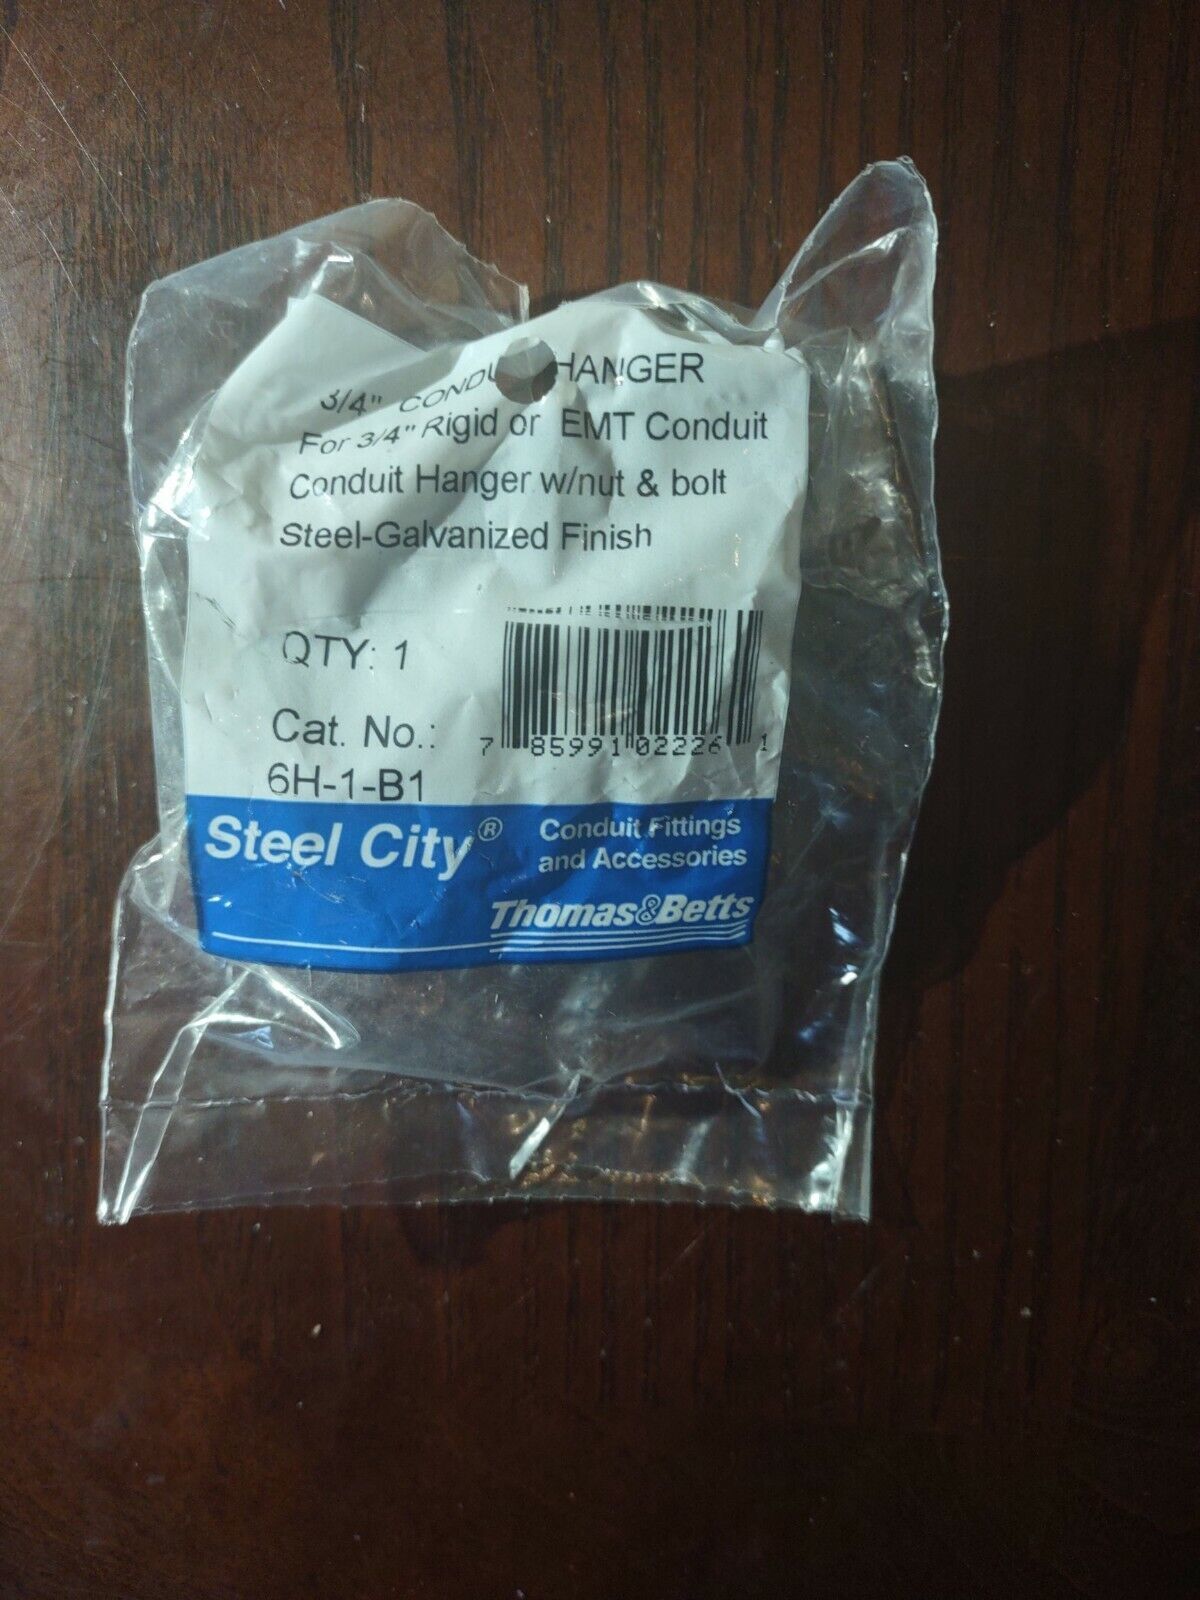 3/4" CONDUIT HANGER
For 3/4" Rigid or EMT Conduit
Conduit Hanger w/nut & bolt
Steel-Galvanized Finish
QTY: 1
Cat. No.:
6H-1-B1
7 85991 02226 1
Steel City®
Conduit Fittings
and Accessories
Thomas&Betts